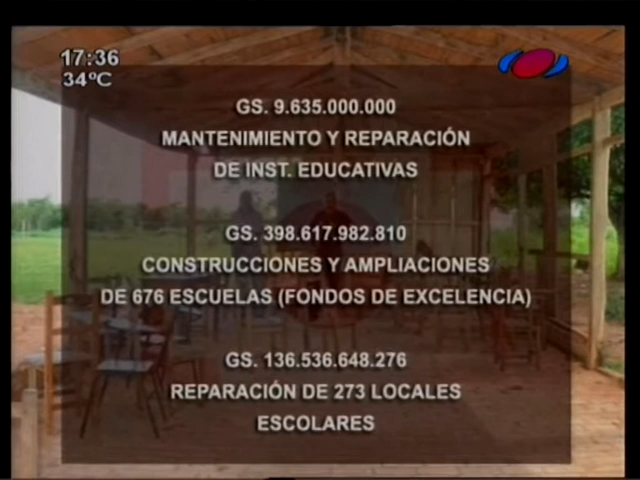 17:36
34ºC
GS. 9.635.000.000
MANTENIMIENTO Y REPARACIÓN
DE INST. EDUCATIVAS
GS. 398.617.982.810
CONSTRUCCIONES Y AMPLIACIONES
DE 676 ESCUELAS (FONDOS DE EXCELENCIA)
GS. 136.536.648.276
REPARACIÓN DE 273 LOCALES
ESCOLARES